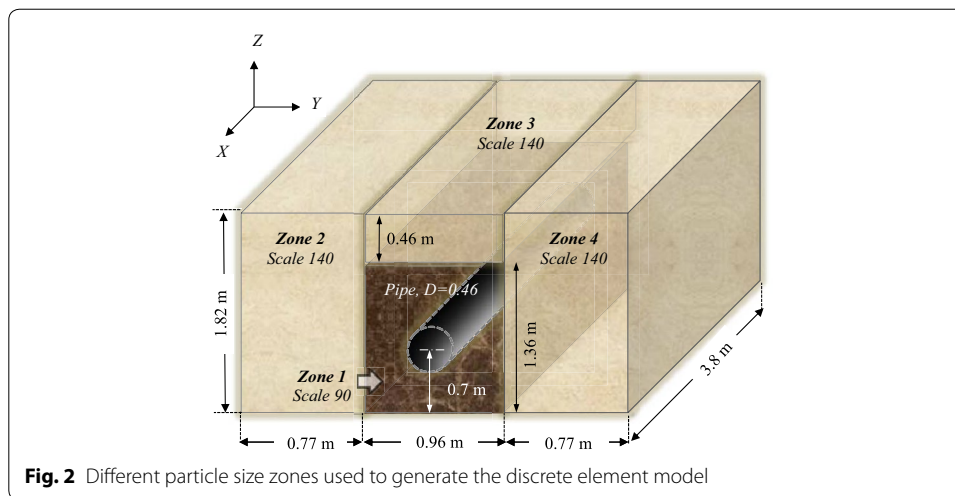 Z
Y
X
Zone 3
Scale 140
Zone 2
Scale 140
0.46 m
Zone 4
Scale 140
Pipe, D=0.46
1.82 m
1.36 m
Zone 1
Scale 90
0.7 m
3.8 m
0.77 m
0.96 m
0.77 m
Fig. 2 Different particle size zones used to generate the discrete element model